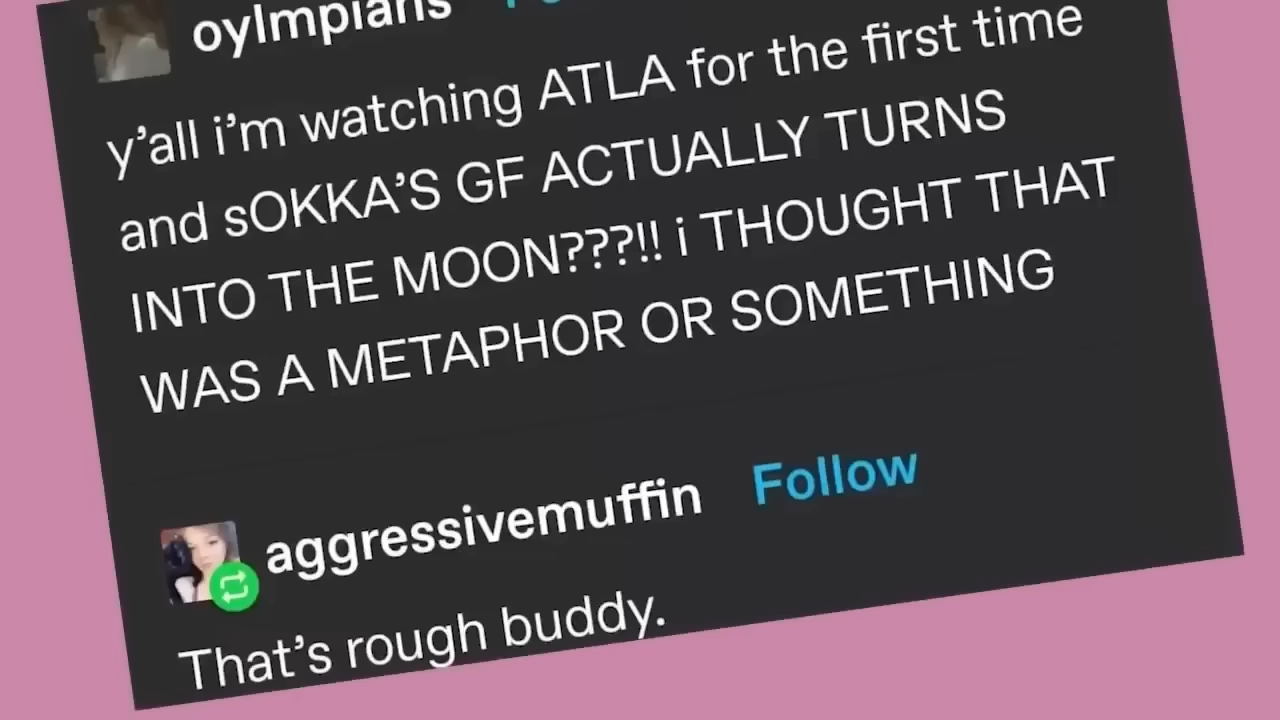 oylmpians
y'all i'm watching ATLA for the first time
and sOKKA'S GF ACTUALLY TURNS
INTO THE MOON???!! i THOUGHT THAT
WAS A METAPHOR OR SOMETHING
aggressivemuffin Follow
That's rough buddy.